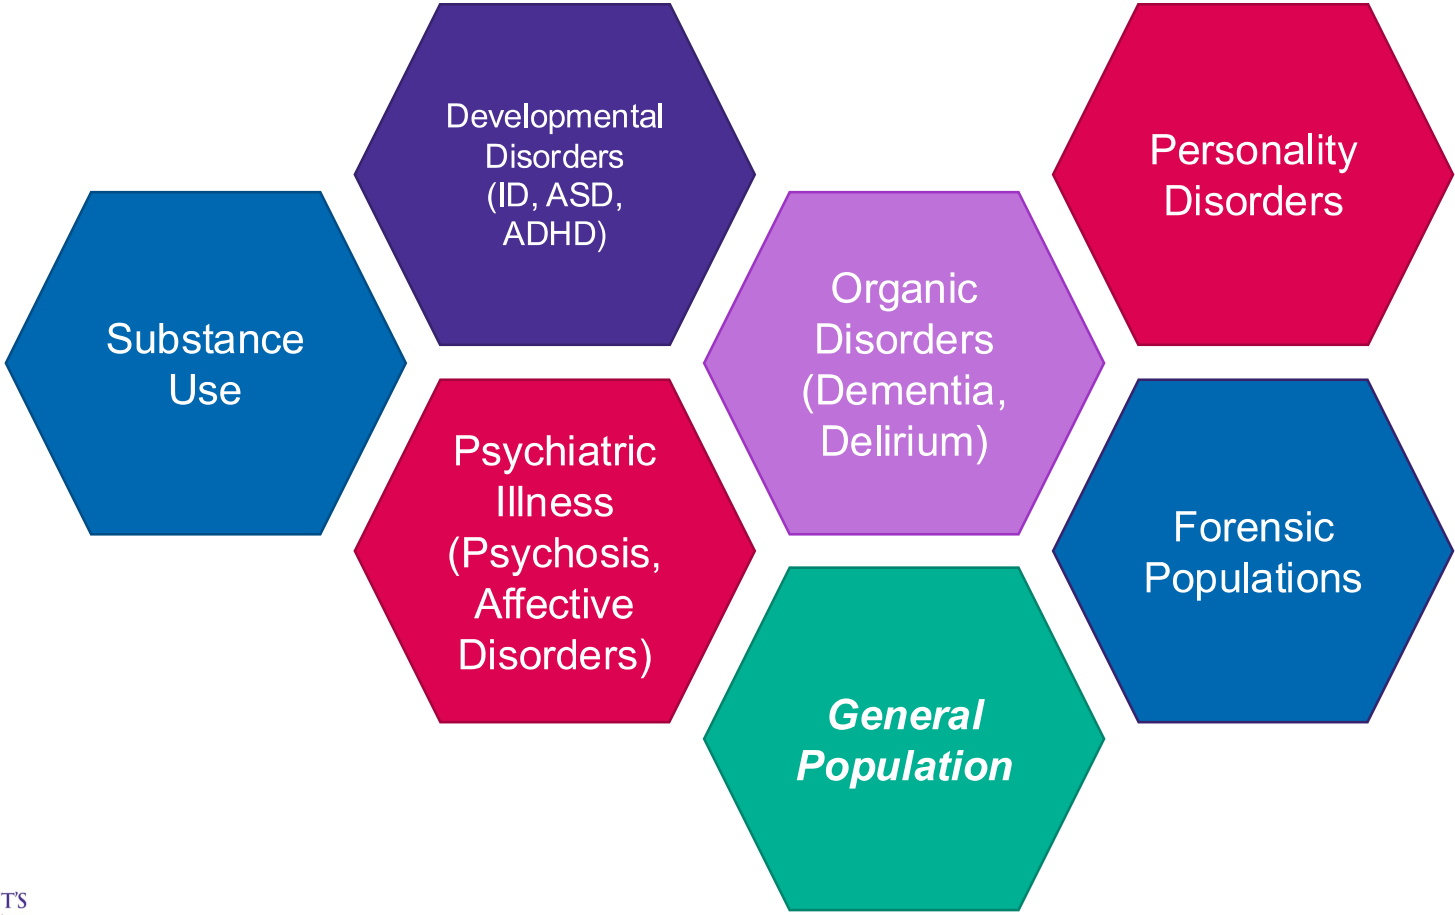 Developmental
Disorders
(ID, ASD,
ADHD)
Personality
Disorders
Substance
Use
Organic
Disorders
(Dementia,
Delirium)
Psychiatric
Illness
(Psychosis,
Affective
Disorders)
Forensic
Populations
General
Population
T'S